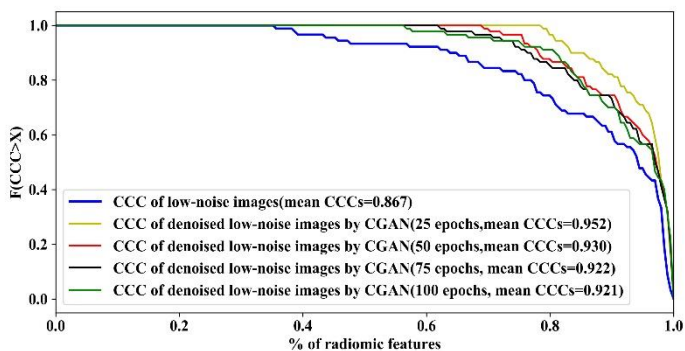 F(CCC>X)
1.0
0.8
0.6
0.4
0.2
0.0
CCC of low-noise images(mean CCCs=0.867)
CCC of denoised low-noise images by CGAN(25 epochs,mean CCCs=0.952)
CCC of denoised low-noise images by CGAN(50 epochs,mean CCCs=0.930)
CCC of denoised low-noise images by CGAN(75 epochs, mean CCCs=0.922)
CCC of denoised low-noise images by CGAN(100 epochs, mean CCCs=0.921)
0.0 0.2 0.4 0.6 0.8 1.0
% of radiomic features